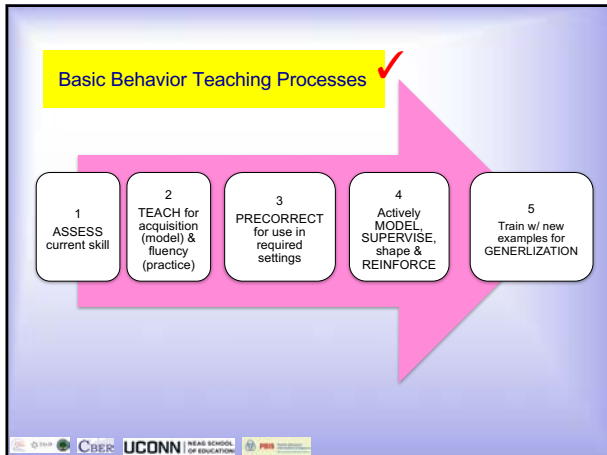 Basic Behavior Teaching Processes ✓
1
ASSESS
current skill
2
TEACH for
acquisition
(model) &
fluency
(practice)
3
PRECORRECT
for use in
required
settings
4
Actively
MODEL,
SUPERVISE,
shape &
REINFORCE
5
Train w/ new
examples for
GENERLIZATION
CBER UCONN NEAG SCHOOL
OF EDUCATION
PBIS